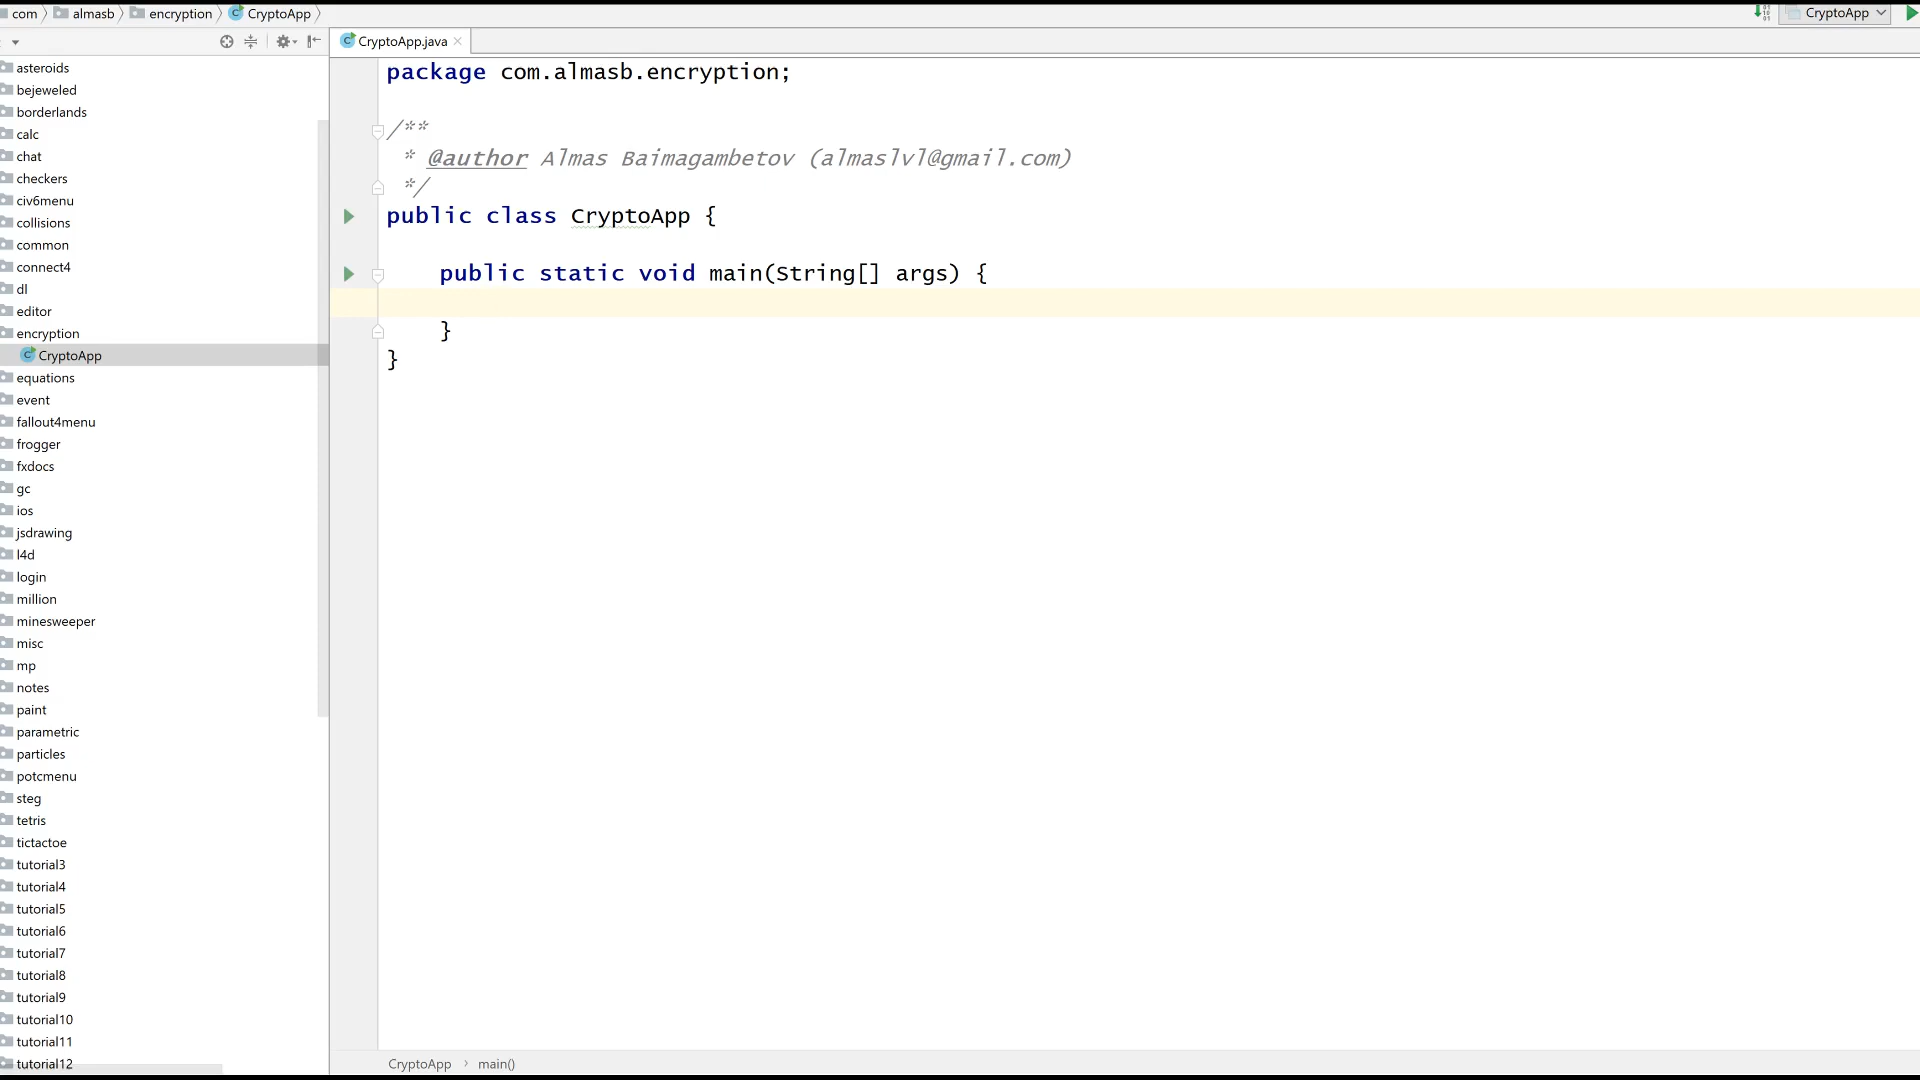 com almasb encryption CryptoApp
CryptoApp
CryptoApp.java
asteroids
bejeweled
borderlands
calc
chat
checkers
civ6menu
collisions
common
connect4
dl
editor
encryption
CryptoApp
equations
event
fallout4menu
frogger
fxdocs
gc
ios
jsdrawing
l4d
login
million
minesweeper
misc
mp
notes
paint
parametric
particles
potcmenu
steg
tetris
tictactoe
tutorial3
tutorial4
tutorial5
tutorial6
tutorial7
tutorial8
tutorial9
tutorial10
tutorial11
tutorial12
package com.almasb.encryption;
/**
* @author Almas Baimagambetov (almaslvl@gmail.com)
*/
public class CryptoApp {
public static void main(String[] args) {
}
}
CryptoApp › main()